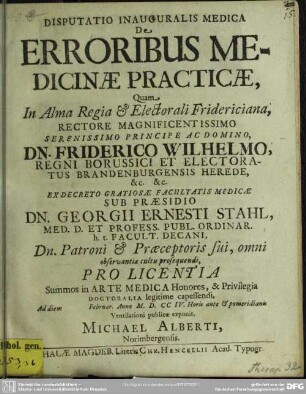 DISPUTATIO INAUGURALIS MEDICA
De
ERRORIBUS ME-
DICINÆ PRACTICÆ,
Quam
In Alma Regia & Electorali Fridericiana,
RECTORE MAGNIFICENTISSIMO
SERENISSIMO PRINCIPE AC DOMINO,
DN. FRIDERICO WILHELMO,
REGNI BORUSSICI ET ELECTORA-
TUS BRANDENBURGENSIS HEREDE,
&c. &c.
EX DECRETO GRATIOSÆ FACULTATIS MEDICÆ
SUB PRÆSIDIO
DN. GEORGII ERNESTI STAHL,
MED. D. ET PROFESS. PUBL. ORDINAR.
h. t. FACULT. DECANI,
Dn. Patroni & Præceptoris sui, omni
observantiæ cultu prosequendi,
PRO LICENTIA
Summos in ARTE MEDICA Honores, & Privilegia
DOCTORALIA legitime capessendi,
Ad diem Februar. Anno M. D. CC IV. Horis ante & pomeridianis
Ventilationi publicæ exponit,
MICHAEL ALBERTI,
Norimbergensis.
HALÆ MAGDEB. Literis CHR. HENCKELII Acad. Typogr.